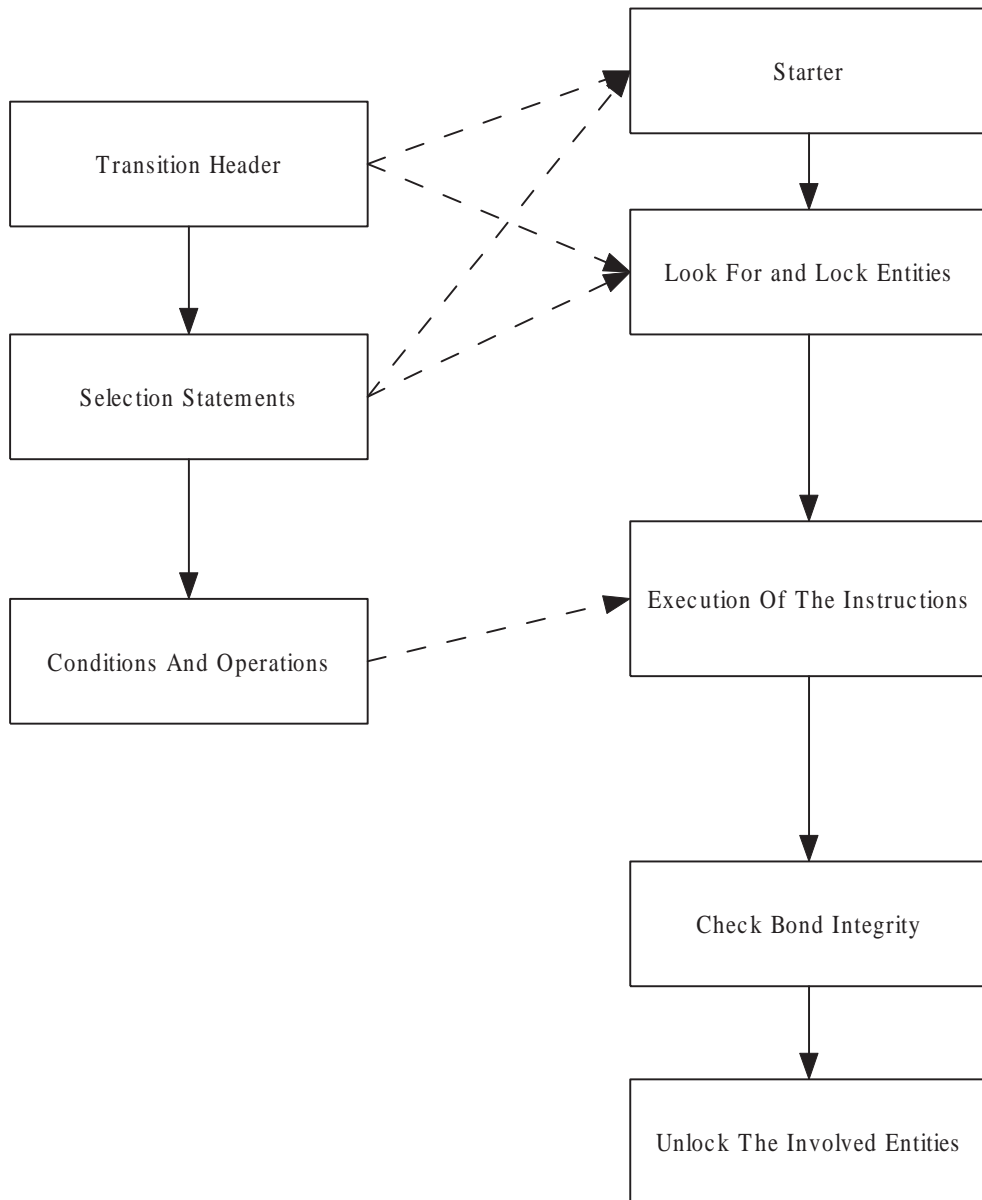 Starter
Transition Header
Look For and Lock Entities
Selection Statements
Execution Of The Instructions
Conditions And Operations
Check Bond Integrity
Unlock The Involved Entities